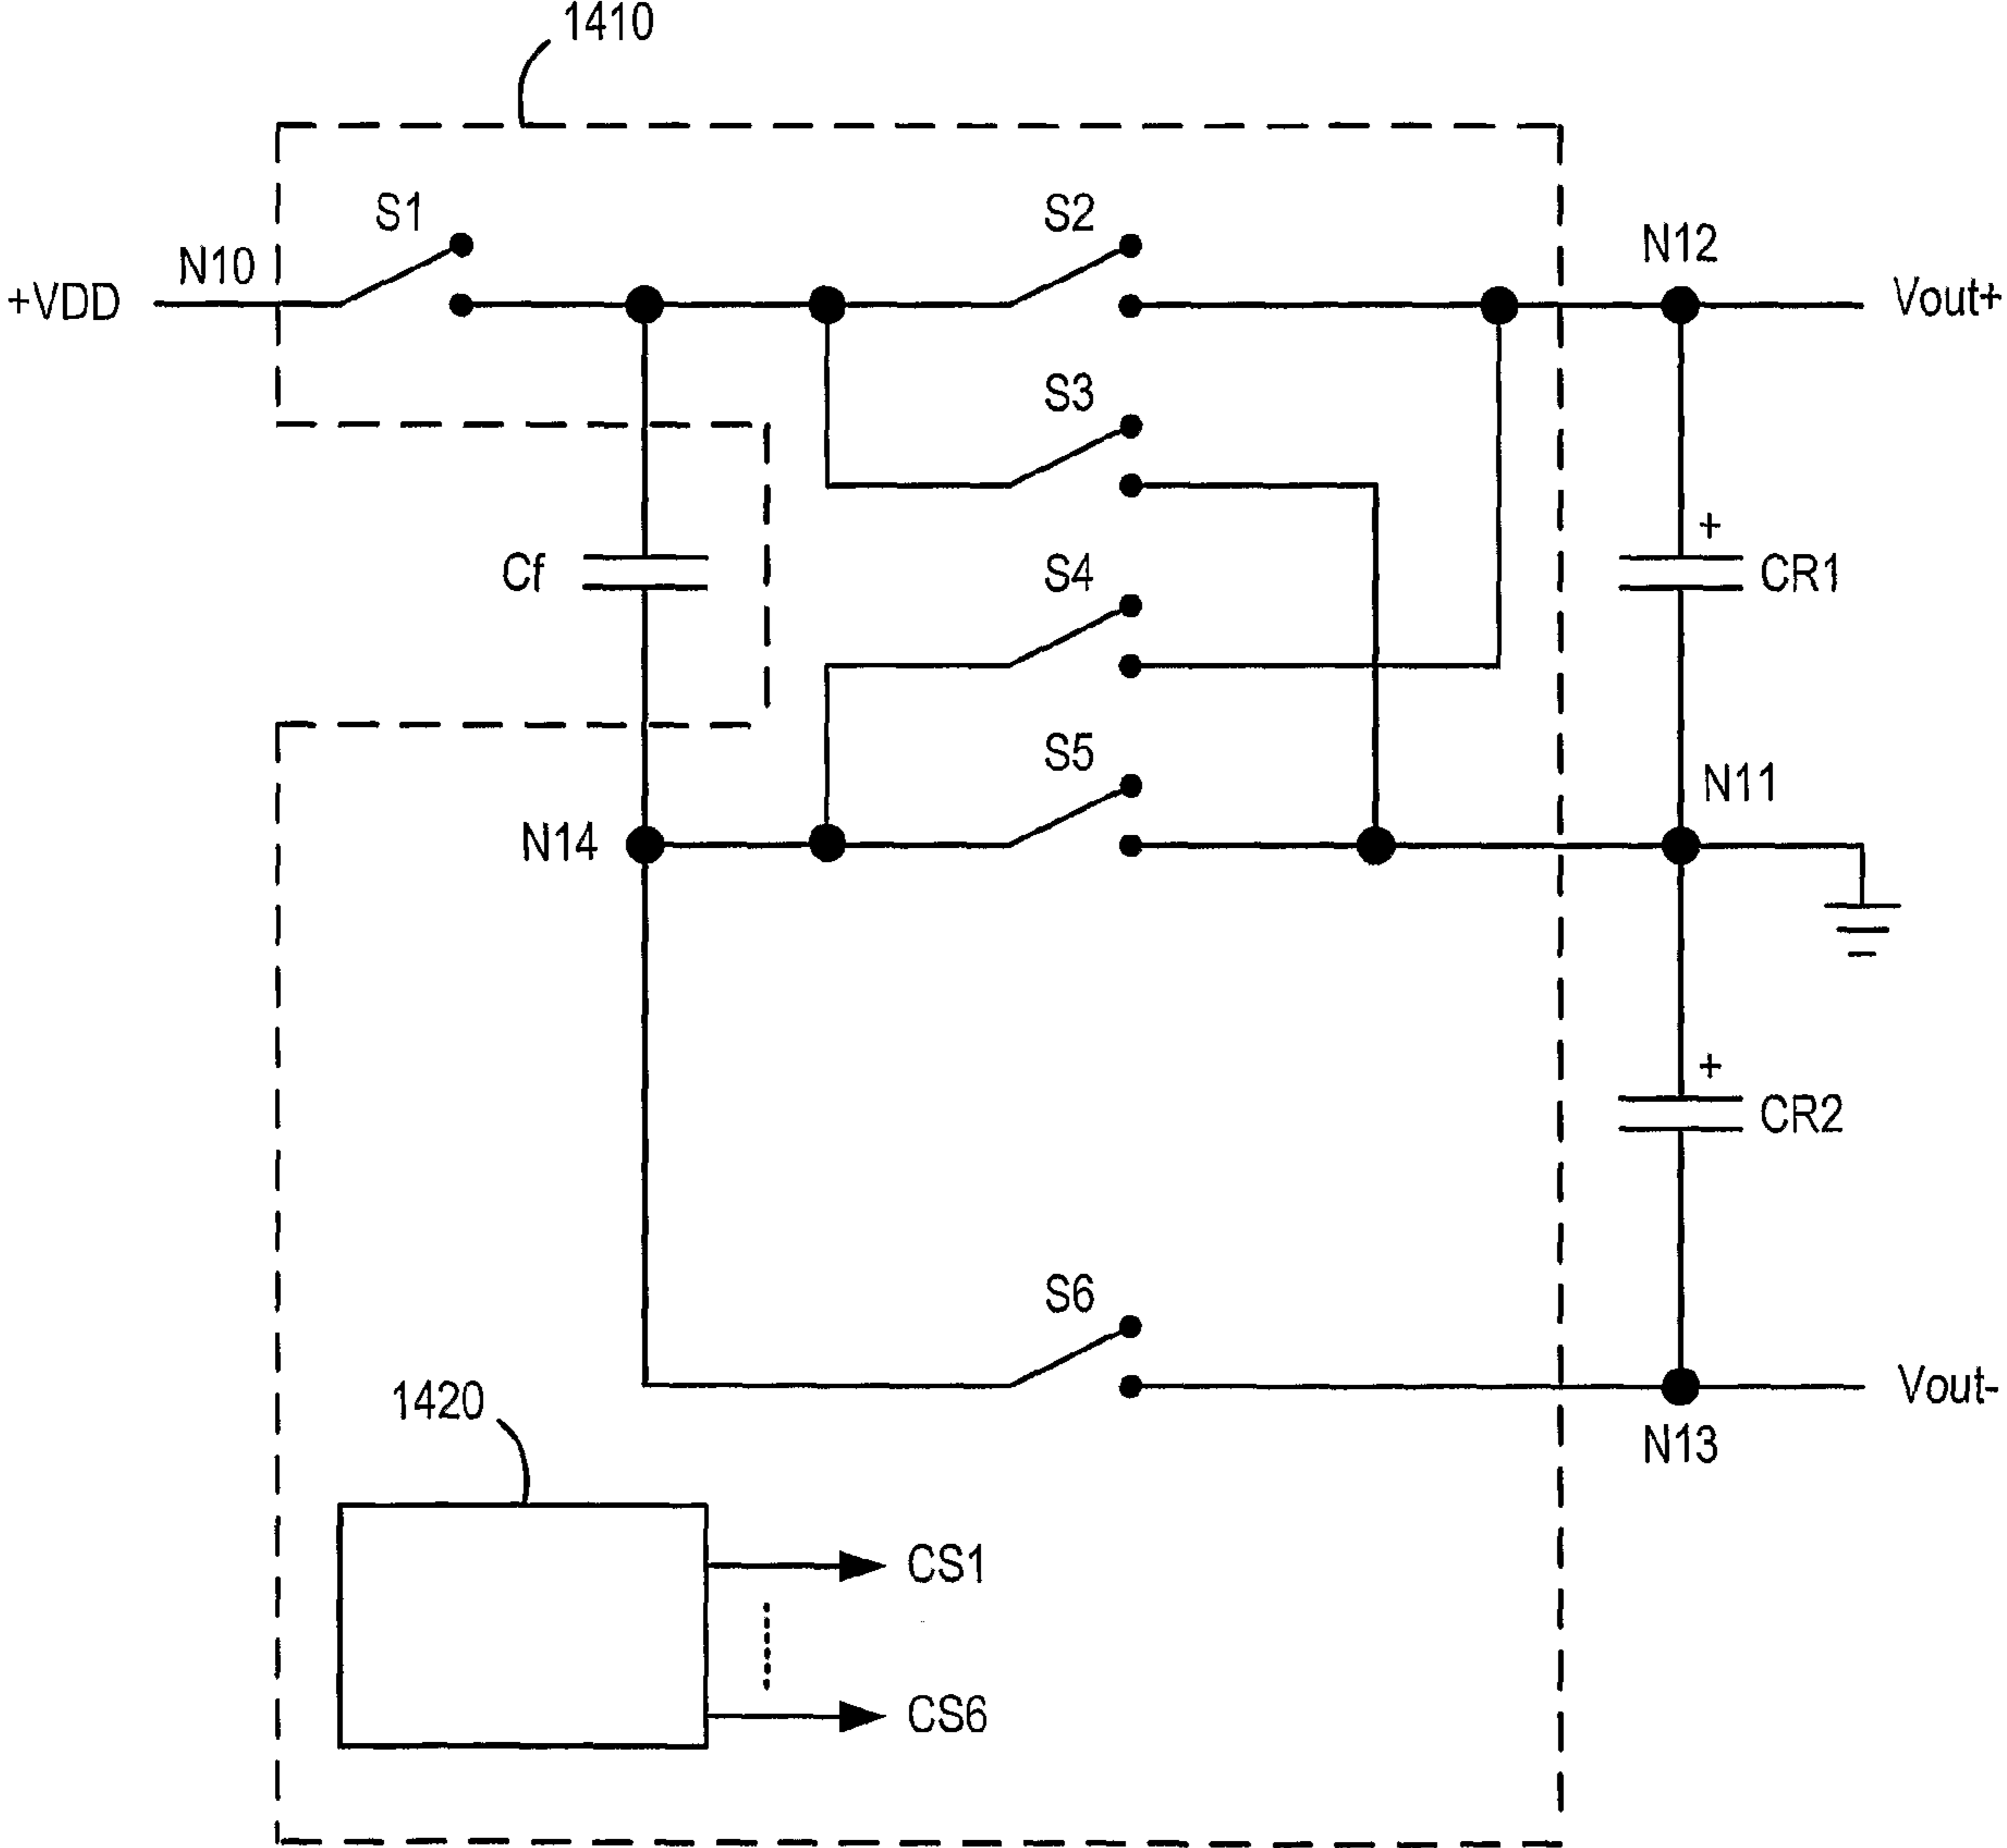 1410
S1
S2
N10
N12
+VDD
Vout+
S3
+
Cf
S4
CR1
S5
N11
N14
+
CR2
S6
1420
Vout-
N13
CS1
CS6